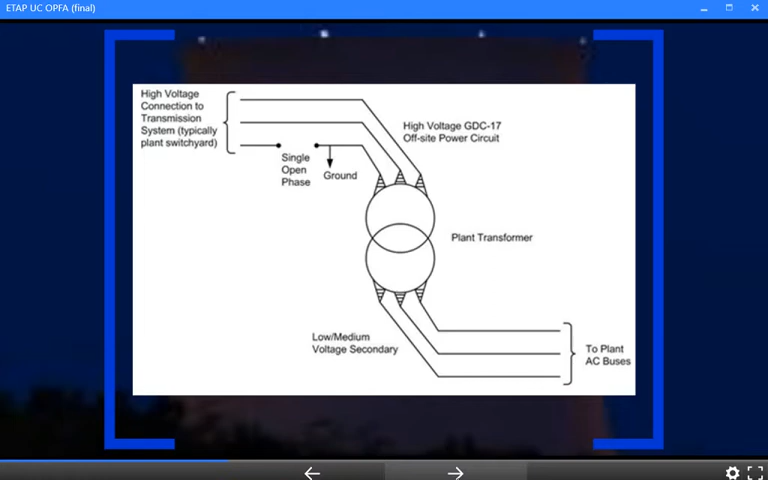 ETAP UC OPFA (final)
High Voltage
Connection to
Transmission
System (typically
plant switchyard)
High Voltage GDC-17
Off-site Power Circuit
Single
Open
Phase
Ground
Plant Transformer
Low/Medium
Voltage Secondary
To Plant
AC Buses